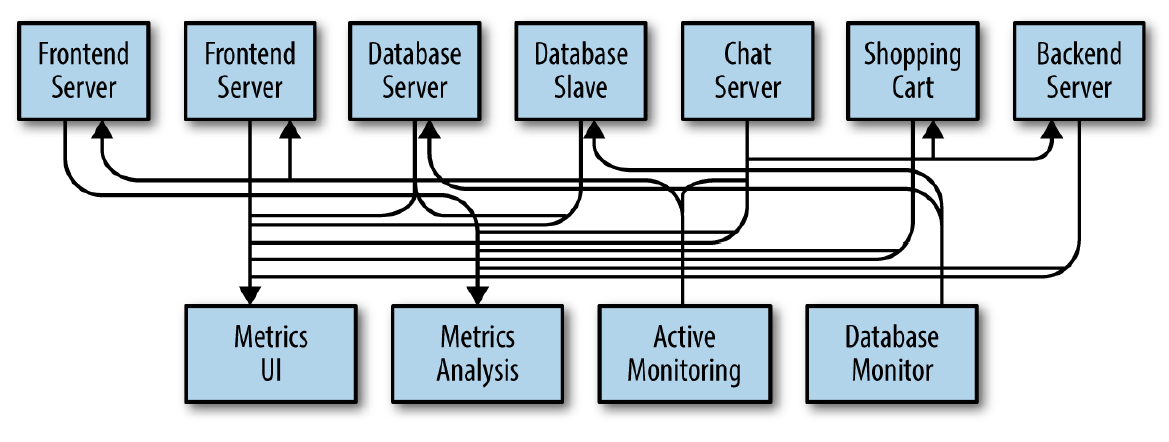 Frontend
Server
Frontend
Server
Database
Server
Database
Slave
Chat
Server
Shopping
Cart
Backend
Server
Metrics
UI
Metrics
Analysis
Active
Monitoring
Database
Monitor